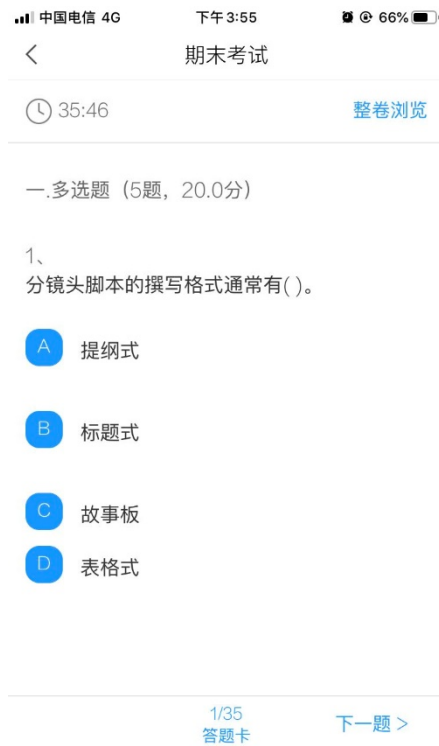 中国电信 4G 下午3:55 66%
期末考试
35:46 整卷浏览
一.多选题（5题，20.0分）
1、
分镜头脚本的撰写格式通常有( )。
A 提纲式
B 标题式
C 故事板
D 表格式
1/35
答题卡 下一题 >